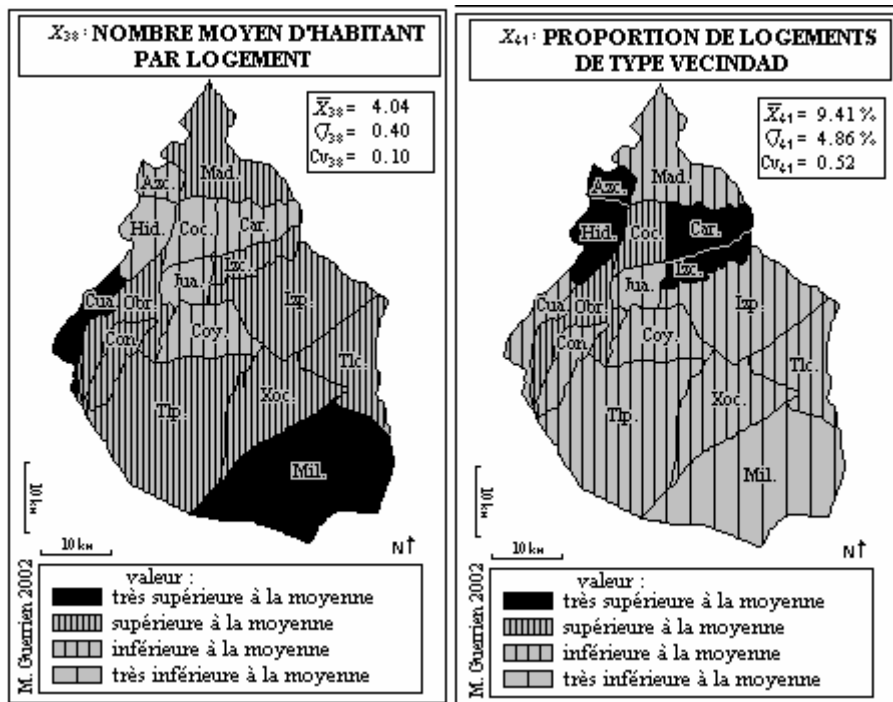 X38 : NOMBRE MOYEN D'HABITANT
PAR LOGEMENT
X̅38 = 4.04
σ38 = 0.40
Cv38 = 0.10
Mad.
Azc.
Hid.
Coc.
Car.
Izc.
Jua.
Cua.
Obr.
Izp.
Con.
Coy.
Tlc.
Tlp.
Xoc.
Mil.
10 km
10 km
N↑
M. Guerrien 2002
valeur :
très supérieure à la moyenne
supérieure à la moyenne
inférieure à la moyenne
très inférieure à la moyenne
X41 : PROPORTION DE LOGEMENTS
DE TYPE VECINDAD
X̅41 = 9.41 %
σ41 = 4.86 %
Cv41 = 0.52
Mad.
Azc.
Hid.
Coc.
Car.
Izc.
Jua.
Cua.
Obr.
Izp.
Con.
Coy.
Tlc.
Tlp.
Xoc.
Mil.
10 km
10 km
N↑
M. Guerrien 2002
valeur :
très supérieure à la moyenne
supérieure à la moyenne
inférieure à la moyenne
très inférieure à la moyenne